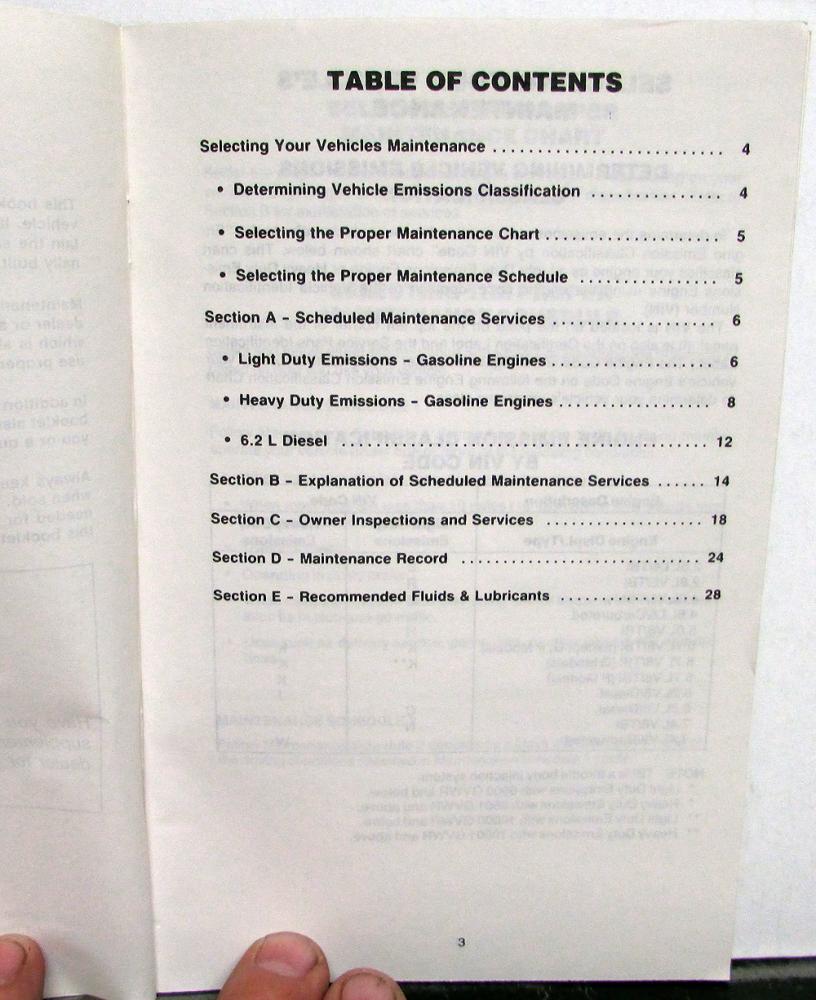 TABLE OF CONTENTS
Selecting Your Vehicles Maintenance .......................... 4
• Determining Vehicle Emissions Classification .............. 4
• Selecting the Proper Maintenance Chart ................... 5
• Selecting the Proper Maintenance Schedule ................ 5
Section A – Scheduled Maintenance Services ................... 6
• Light Duty Emissions – Gasoline Engines ................... 6
• Heavy Duty Emissions – Gasoline Engines .................. 8
• 6.2 L Diesel ........................................... 12
Section B – Explanation of Scheduled Maintenance Services ...... 14
Section C – Owner Inspections and Services .................. 18
Section D – Maintenance Record ............................ 24
Section E – Recommended Fluids & Lubricants ................ 28
3